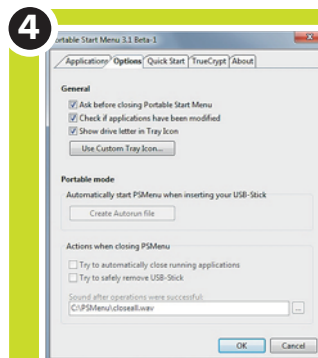 4
ortable Start Menu 3.1 Beta-1
Applications Options Quick Start TrueCrypt About
General
Ask before closing Portable Start Menu
Check if applications have been modified
Show drive letter in Tray Icon
Use Custom Tray Icon...
Portable mode
Automatically start PSMenu when inserting your USB-Stick
Create Autorun file
Actions when closing PSMenu
Try to automatically close running applications
Try to safely remove USB-Stick
Sound after operations were successful:
C:\PSMenu\closeall.wav ...
OK Cancel